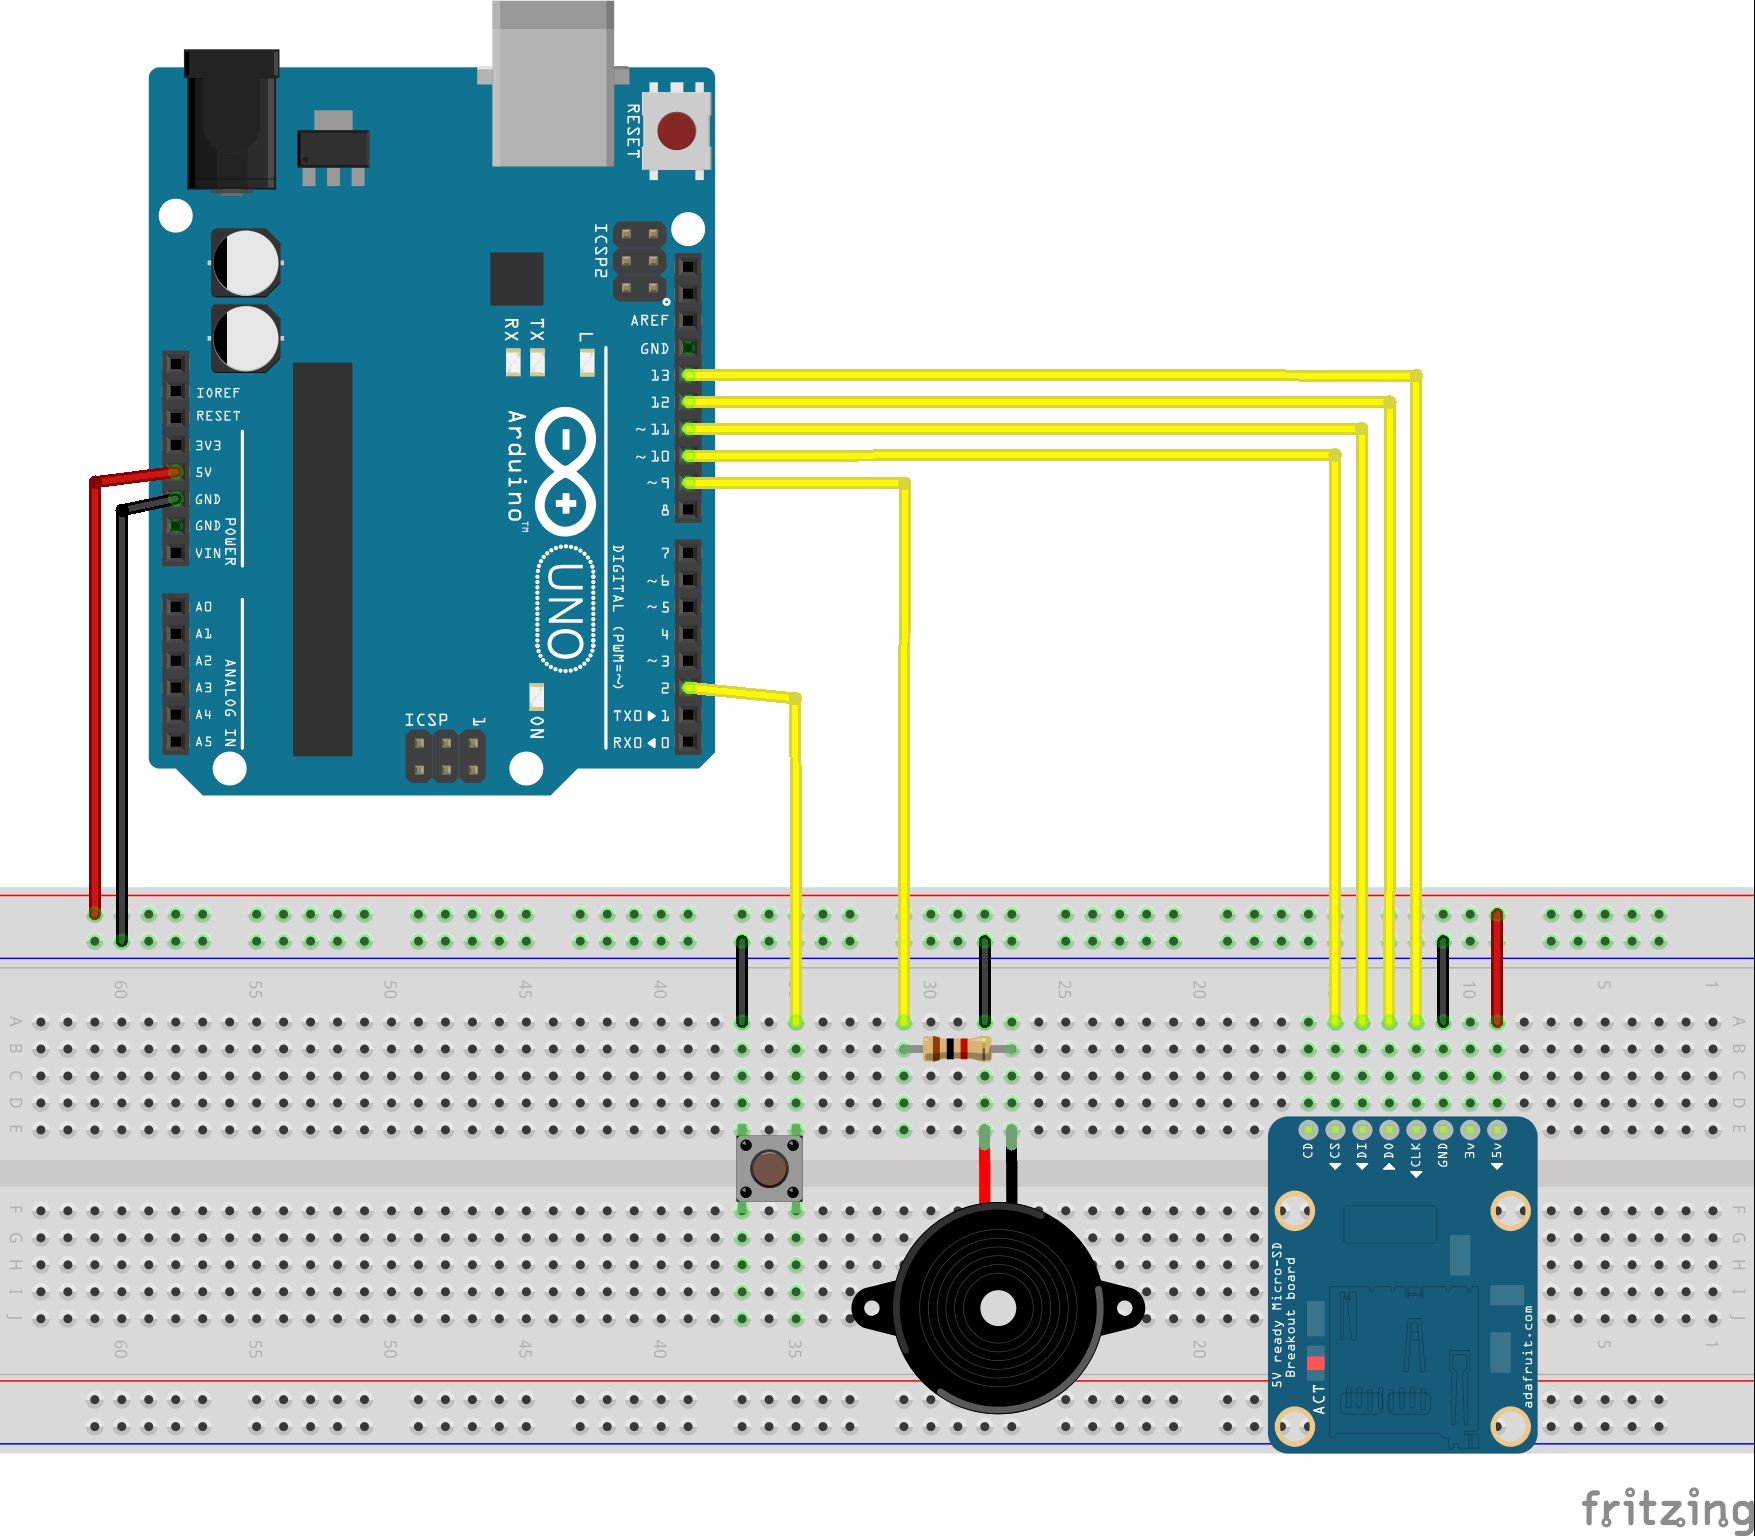 RESET
ICSP2
AREF
GND
13
12
~11
~10
~9
8
RX
TX
L
IOREF
RESET
3V3
5V
GND
GND
VIN
POWER
Arduino™
UNO
DIGITAL (PWM=~)
7
~6
~5
4
~3
2
TX0▶1
RX0◀0
A0
A1
A2
A3
A4
A5
ANALOG IN
ICSP
1
ON
60
55
50
45
40
30
25
20
10
5
1
A
B
C
D
E
A
B
C
D
E
CD
CS
DI
DO
CLK
GND
3V
5V
F
G
H
I
J
F
G
H
I
J
5V ready Micro-SD
Breakout board
ACT
adafruit.com
60
55
50
45
40
35
20
5
1
fritzing